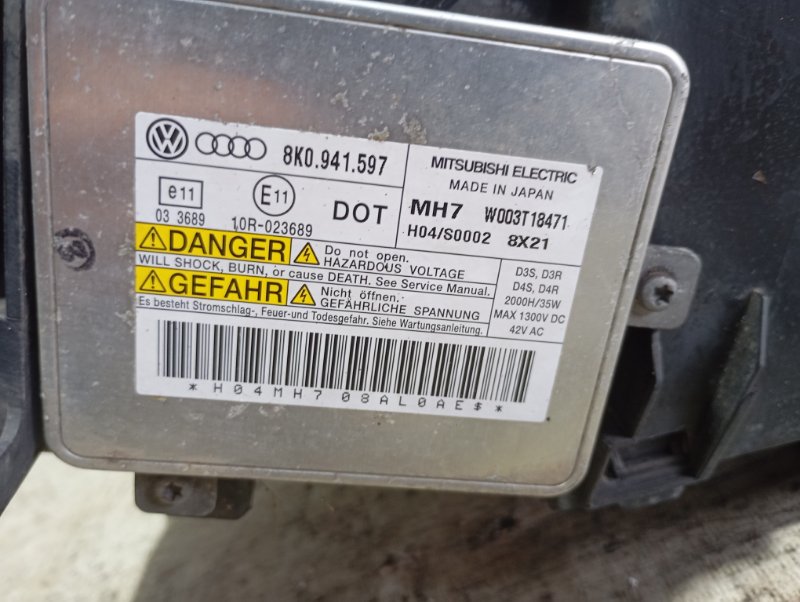 8K0.941.597
MITSUBISHI ELECTRIC
MADE IN JAPAN
e11
E11
03 3689
10R-023689
DOT
MH7 W003T18471
H04/S0002 8X21
DANGER
Do not open.
HAZARDOUS VOLTAGE
WILL SHOCK, BURN, or cause DEATH. See Service Manual.
GEFAHR
Nicht öffnen.
GEFÄHRLICHE SPANNUNG
Es besteht Stromschlag-, Feuer-und Todesgefahr. Siehe Wartungsanleitung.
D3S, D3R
D4S, D4R
2000H/35W
MAX 1300V DC
42V AC
*H04MH7 08AL0AE$*